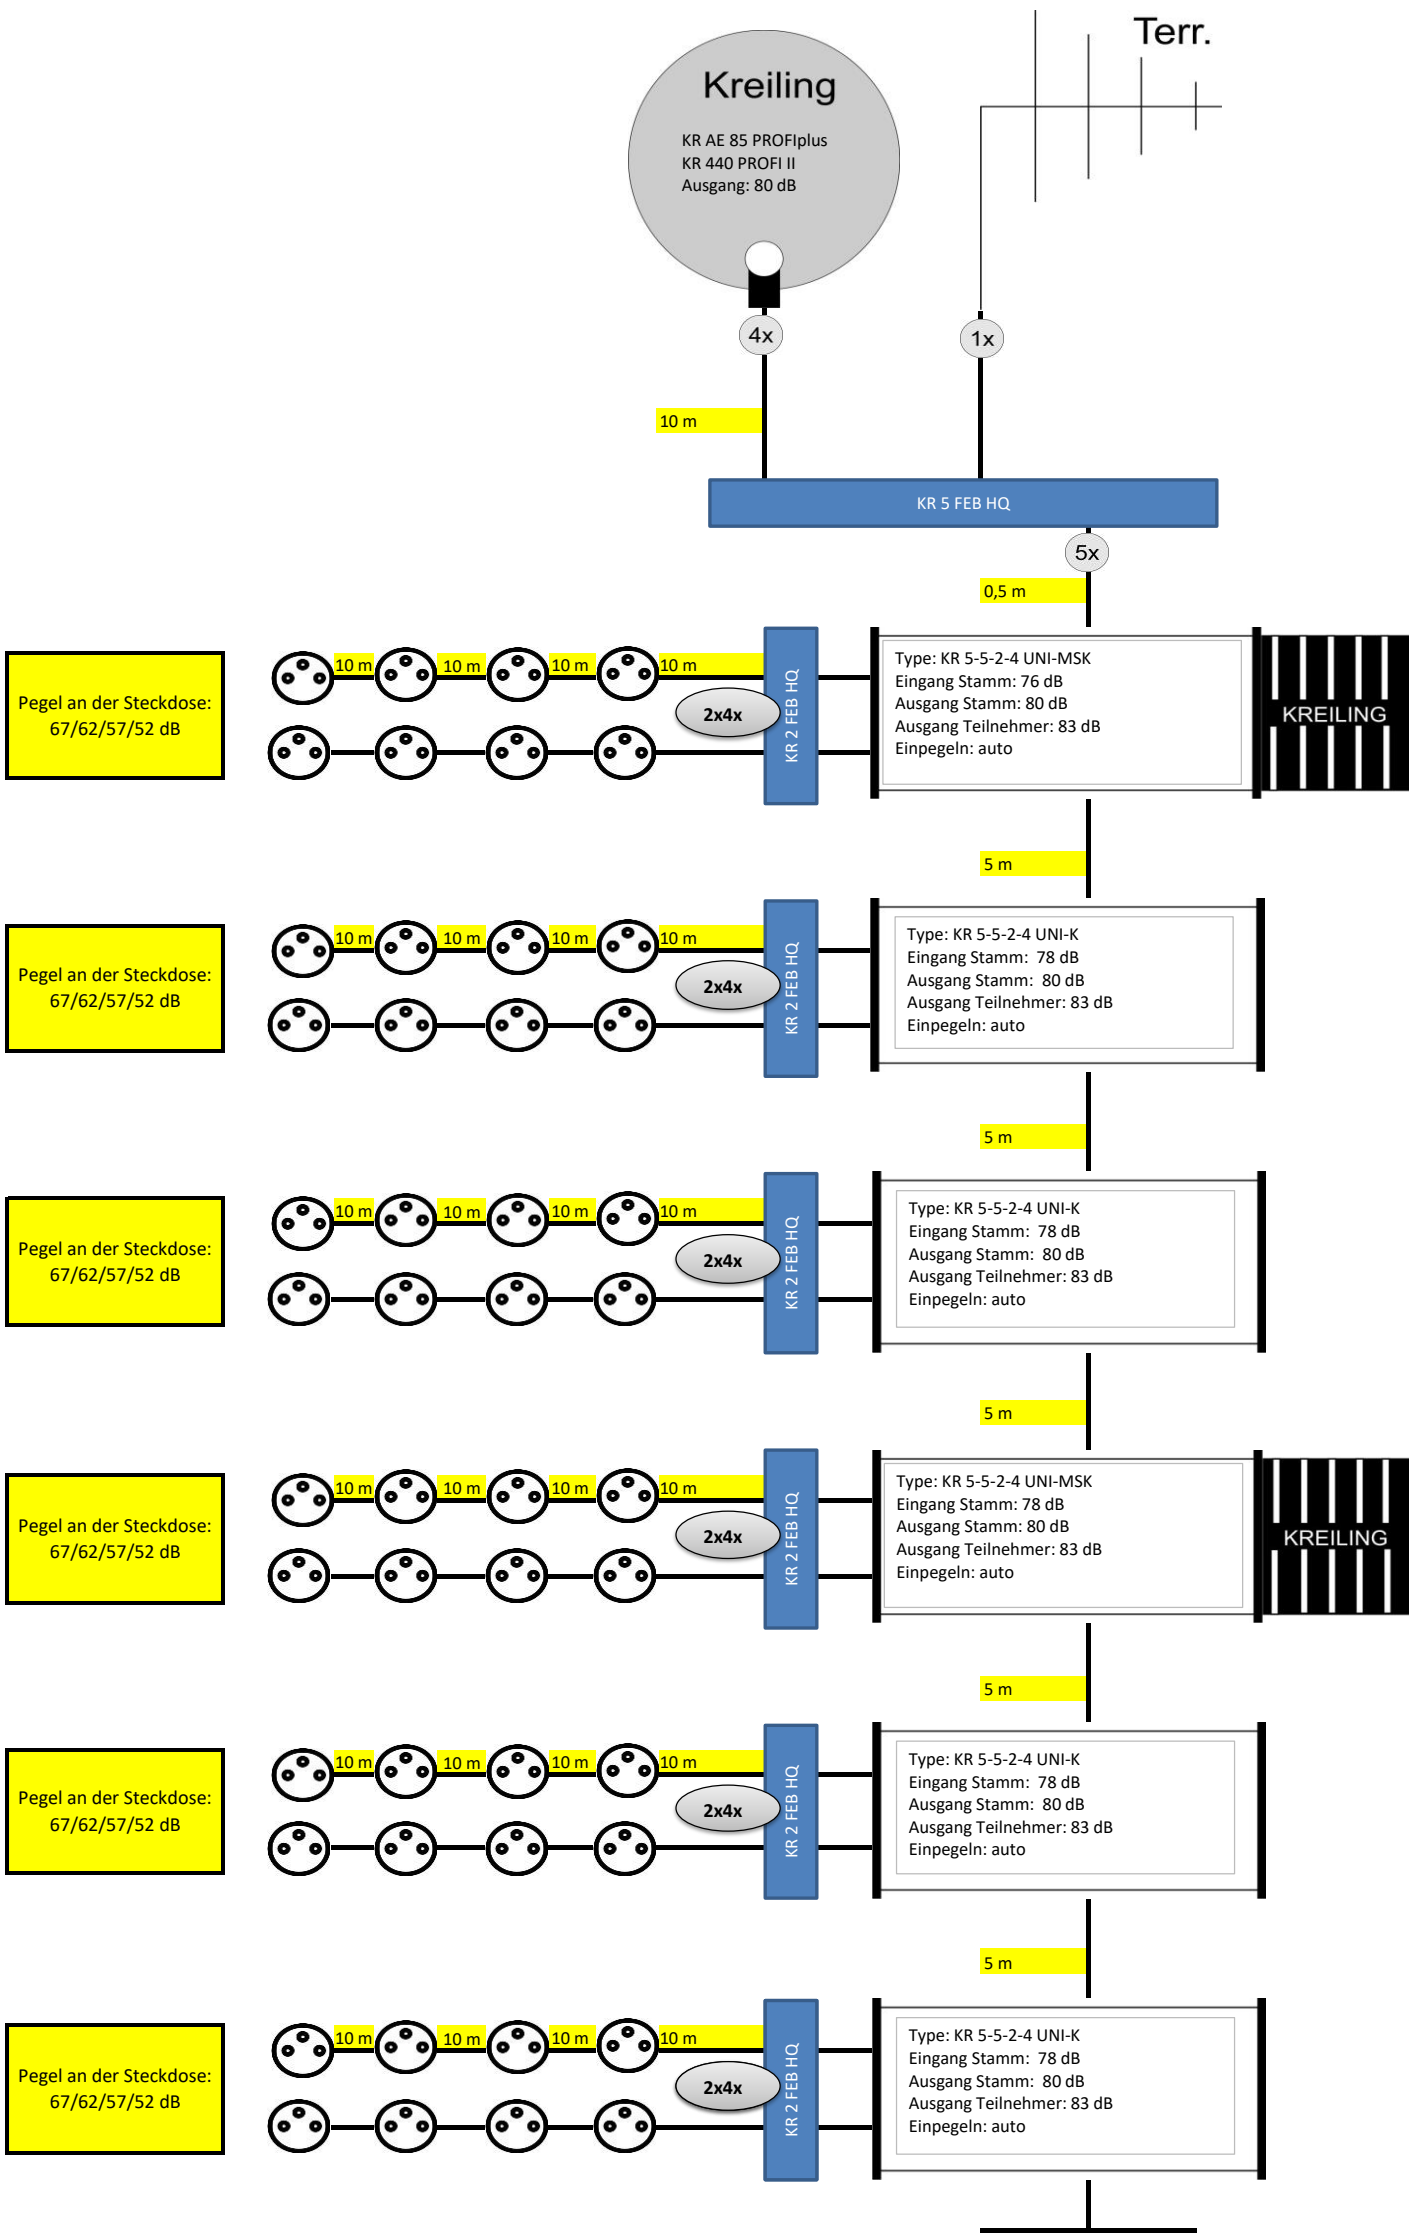 Terr.
Kreiling
KR AE 85 PROFIplus
KR 440 PROFI II
Ausgang: 80 dB
4x
1x
10 m
KR 5 FEB HQ
5x
0,5 m
Pegel an der Steckdose:
67/62/57/52 dB
10 m
10 m
10 m
10 m
2x4x
KR 2 FEB HQ
Type: KR 5-5-2-4 UNI-MSK
Eingang Stamm: 76 dB
Ausgang Stamm: 80 dB
Ausgang Teilnehmer: 83 dB
Einpegeln: auto
KREILING
5 m
Pegel an der Steckdose:
67/62/57/52 dB
10 m
10 m
10 m
10 m
2x4x
KR 2 FEB HQ
Type: KR 5-5-2-4 UNI-K
Eingang Stamm:  78 dB
Ausgang Stamm:  80 dB
Ausgang Teilnehmer: 83 dB
Einpegeln: auto
5 m
Pegel an der Steckdose:
67/62/57/52 dB
10 m
10 m
10 m
10 m
2x4x
KR 2 FEB HQ
Type: KR 5-5-2-4 UNI-K
Eingang Stamm:  78 dB
Ausgang Stamm:  80 dB
Ausgang Teilnehmer: 83 dB
Einpegeln: auto
5 m
Pegel an der Steckdose:
67/62/57/52 dB
10 m
10 m
10 m
10 m
2x4x
KR 2 FEB HQ
Type: KR 5-5-2-4 UNI-MSK
Eingang Stamm: 78 dB
Ausgang Stamm: 80 dB
Ausgang Teilnehmer: 83 dB
Einpegeln: auto
KREILING
5 m
Pegel an der Steckdose:
67/62/57/52 dB
10 m
10 m
10 m
10 m
2x4x
KR 2 FEB HQ
Type: KR 5-5-2-4 UNI-K
Eingang Stamm:  78 dB
Ausgang Stamm:  80 dB
Ausgang Teilnehmer: 83 dB
Einpegeln: auto
5 m
Pegel an der Steckdose:
67/62/57/52 dB
10 m
10 m
10 m
10 m
2x4x
KR 2 FEB HQ
Type: KR 5-5-2-4 UNI-K
Eingang Stamm:  78 dB
Ausgang Stamm:  80 dB
Ausgang Teilnehmer: 83 dB
Einpegeln: auto